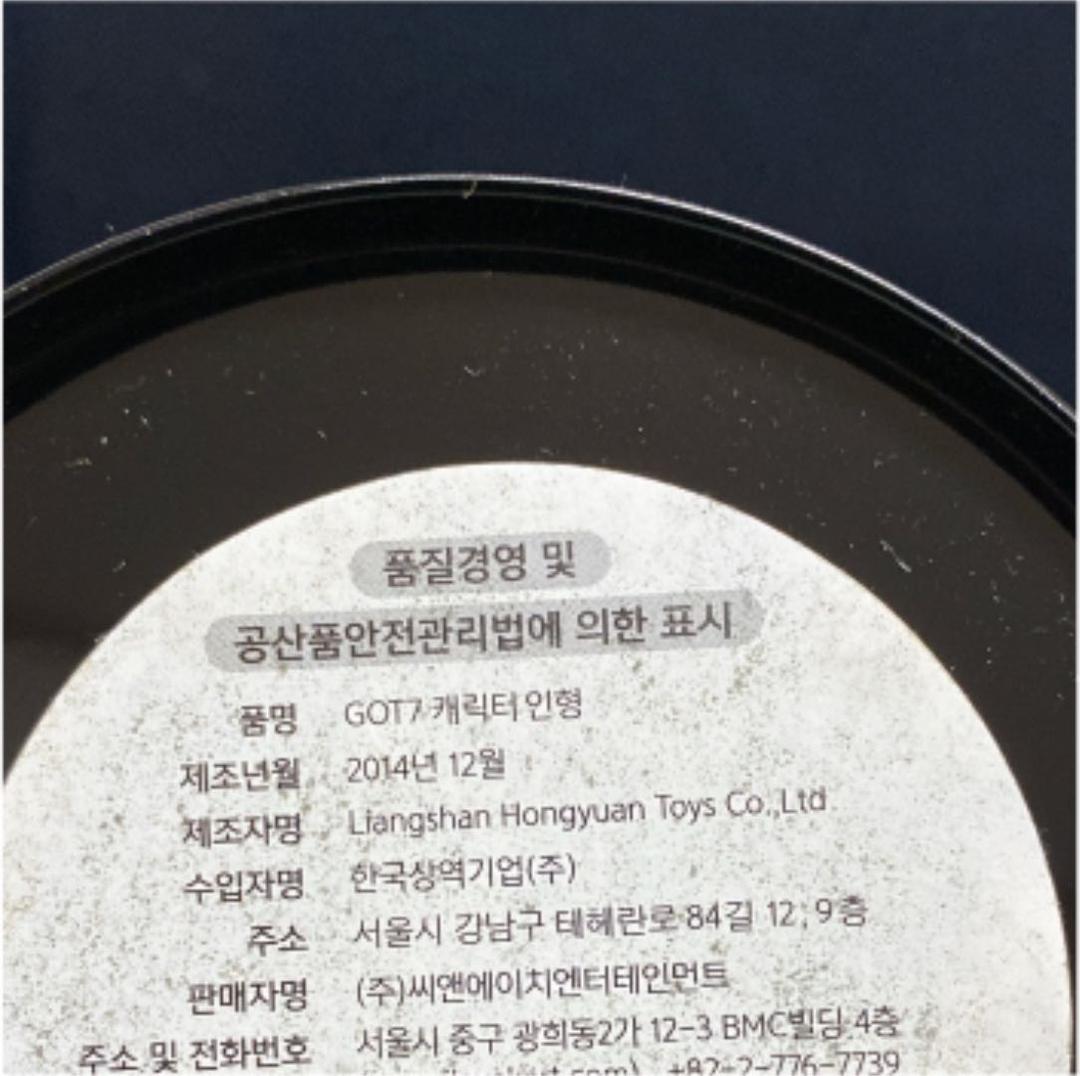 품질경영 및
공산품안전관리법에 의한 표시
품명 GOT7 캐릭터 인형
제조년월 2014년 12월
제조자명 Liangshan Hongyuan Toys Co.,Ltd
수입자명 한국상역기업(주)
주소 서울시 강남구 테헤란로 84길 12, 9층
판매자명 (주)씨앤에이치엔터테인먼트
주소 및 전화번호 서울시 중구 광희동2가 12-3 BMC빌딩 4층
+82-2-776-7739